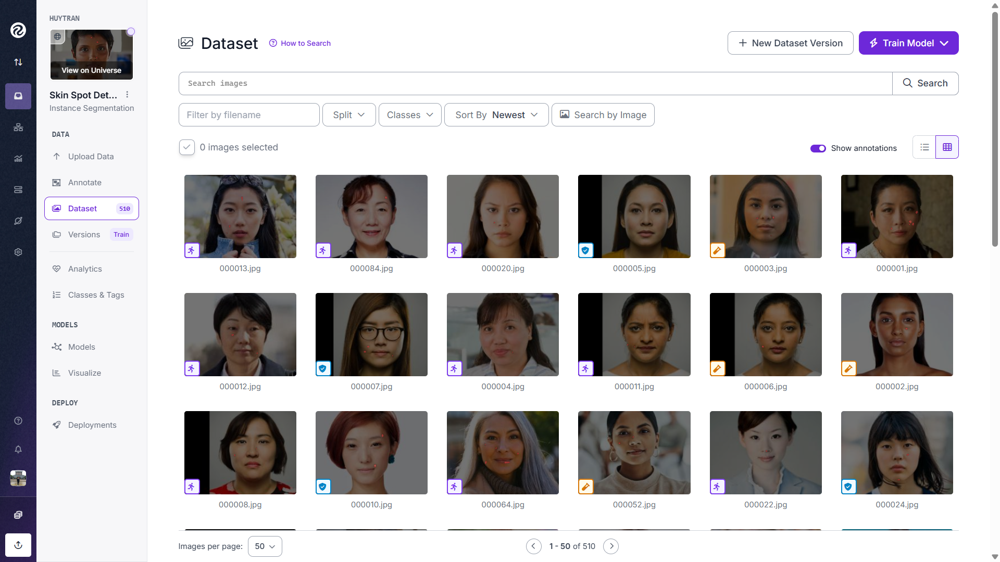 HUYTRAN
View on Universe
Skin Spot Det...
Instance Segmentation
DATA
Upload Data
Annotate
Dataset 510
Versions Train
Analytics
Classes & Tags
MODELS
Models
Visualize
DEPLOY
Deployments
Dataset How to Search
New Dataset Version Train Model
Search images Search
Filter by filename Split Classes Sort By Newest Search by Image
0 images selected Show annotations
000013.jpg 000084.jpg 000020.jpg 000005.jpg 000003.jpg 000001.jpg
000012.jpg 000007.jpg 000004.jpg 000011.jpg 000006.jpg 000002.jpg
000008.jpg 000010.jpg 000064.jpg 000052.jpg 000022.jpg 000024.jpg
Images per page: 50 1 - 50 of 510